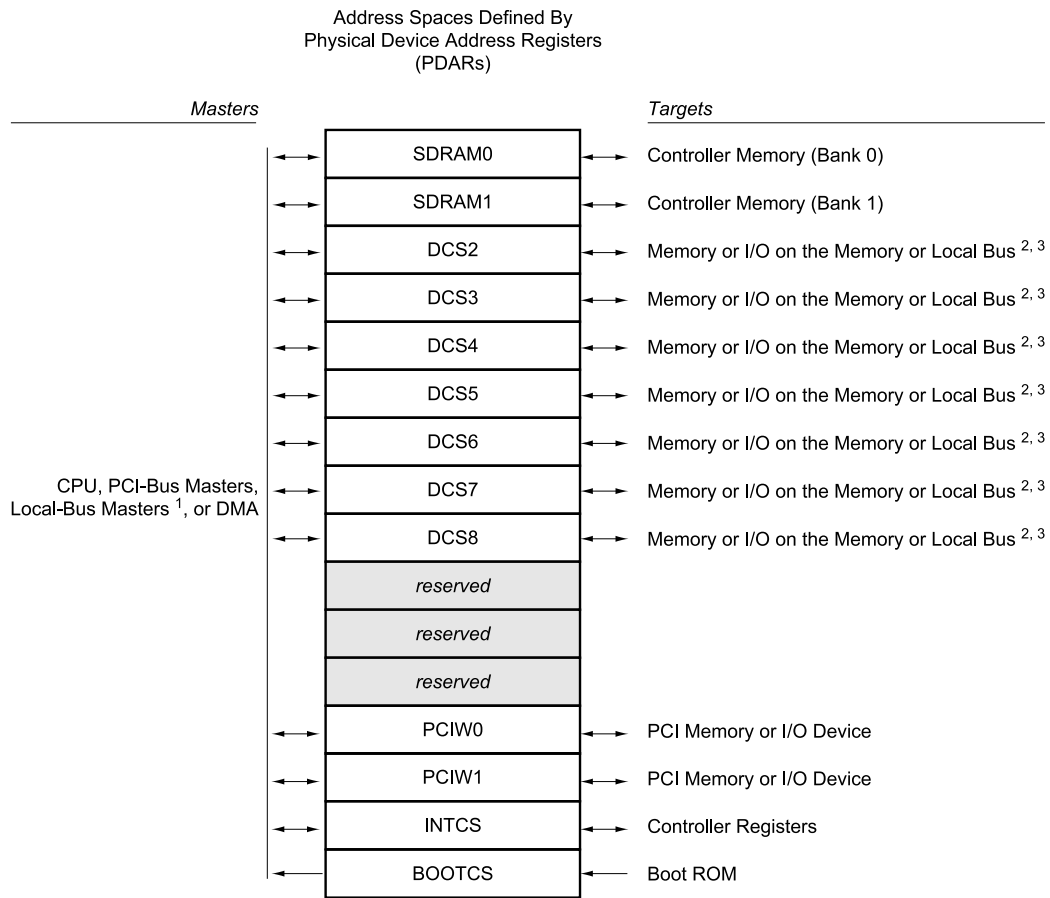 Address Spaces Defined By
Physical Device Address Registers
(PDARs)
Masters
Targets
SDRAM0
Controller Memory (Bank 0)
SDRAM1
Controller Memory (Bank 1)
DCS2
Memory or I/O on the Memory or Local Bus 2, 3
DCS3
Memory or I/O on the Memory or Local Bus 2, 3
DCS4
Memory or I/O on the Memory or Local Bus 2, 3
DCS5
Memory or I/O on the Memory or Local Bus 2, 3
DCS6
Memory or I/O on the Memory or Local Bus 2, 3
CPU, PCI-Bus Masters,
Local-Bus Masters 1, or DMA
DCS7
Memory or I/O on the Memory or Local Bus 2, 3
DCS8
Memory or I/O on the Memory or Local Bus 2, 3
reserved
reserved
reserved
PCIW0
PCI Memory or I/O Device
PCIW1
PCI Memory or I/O Device
INTCS
Controller Registers
BOOTCS
Boot ROM